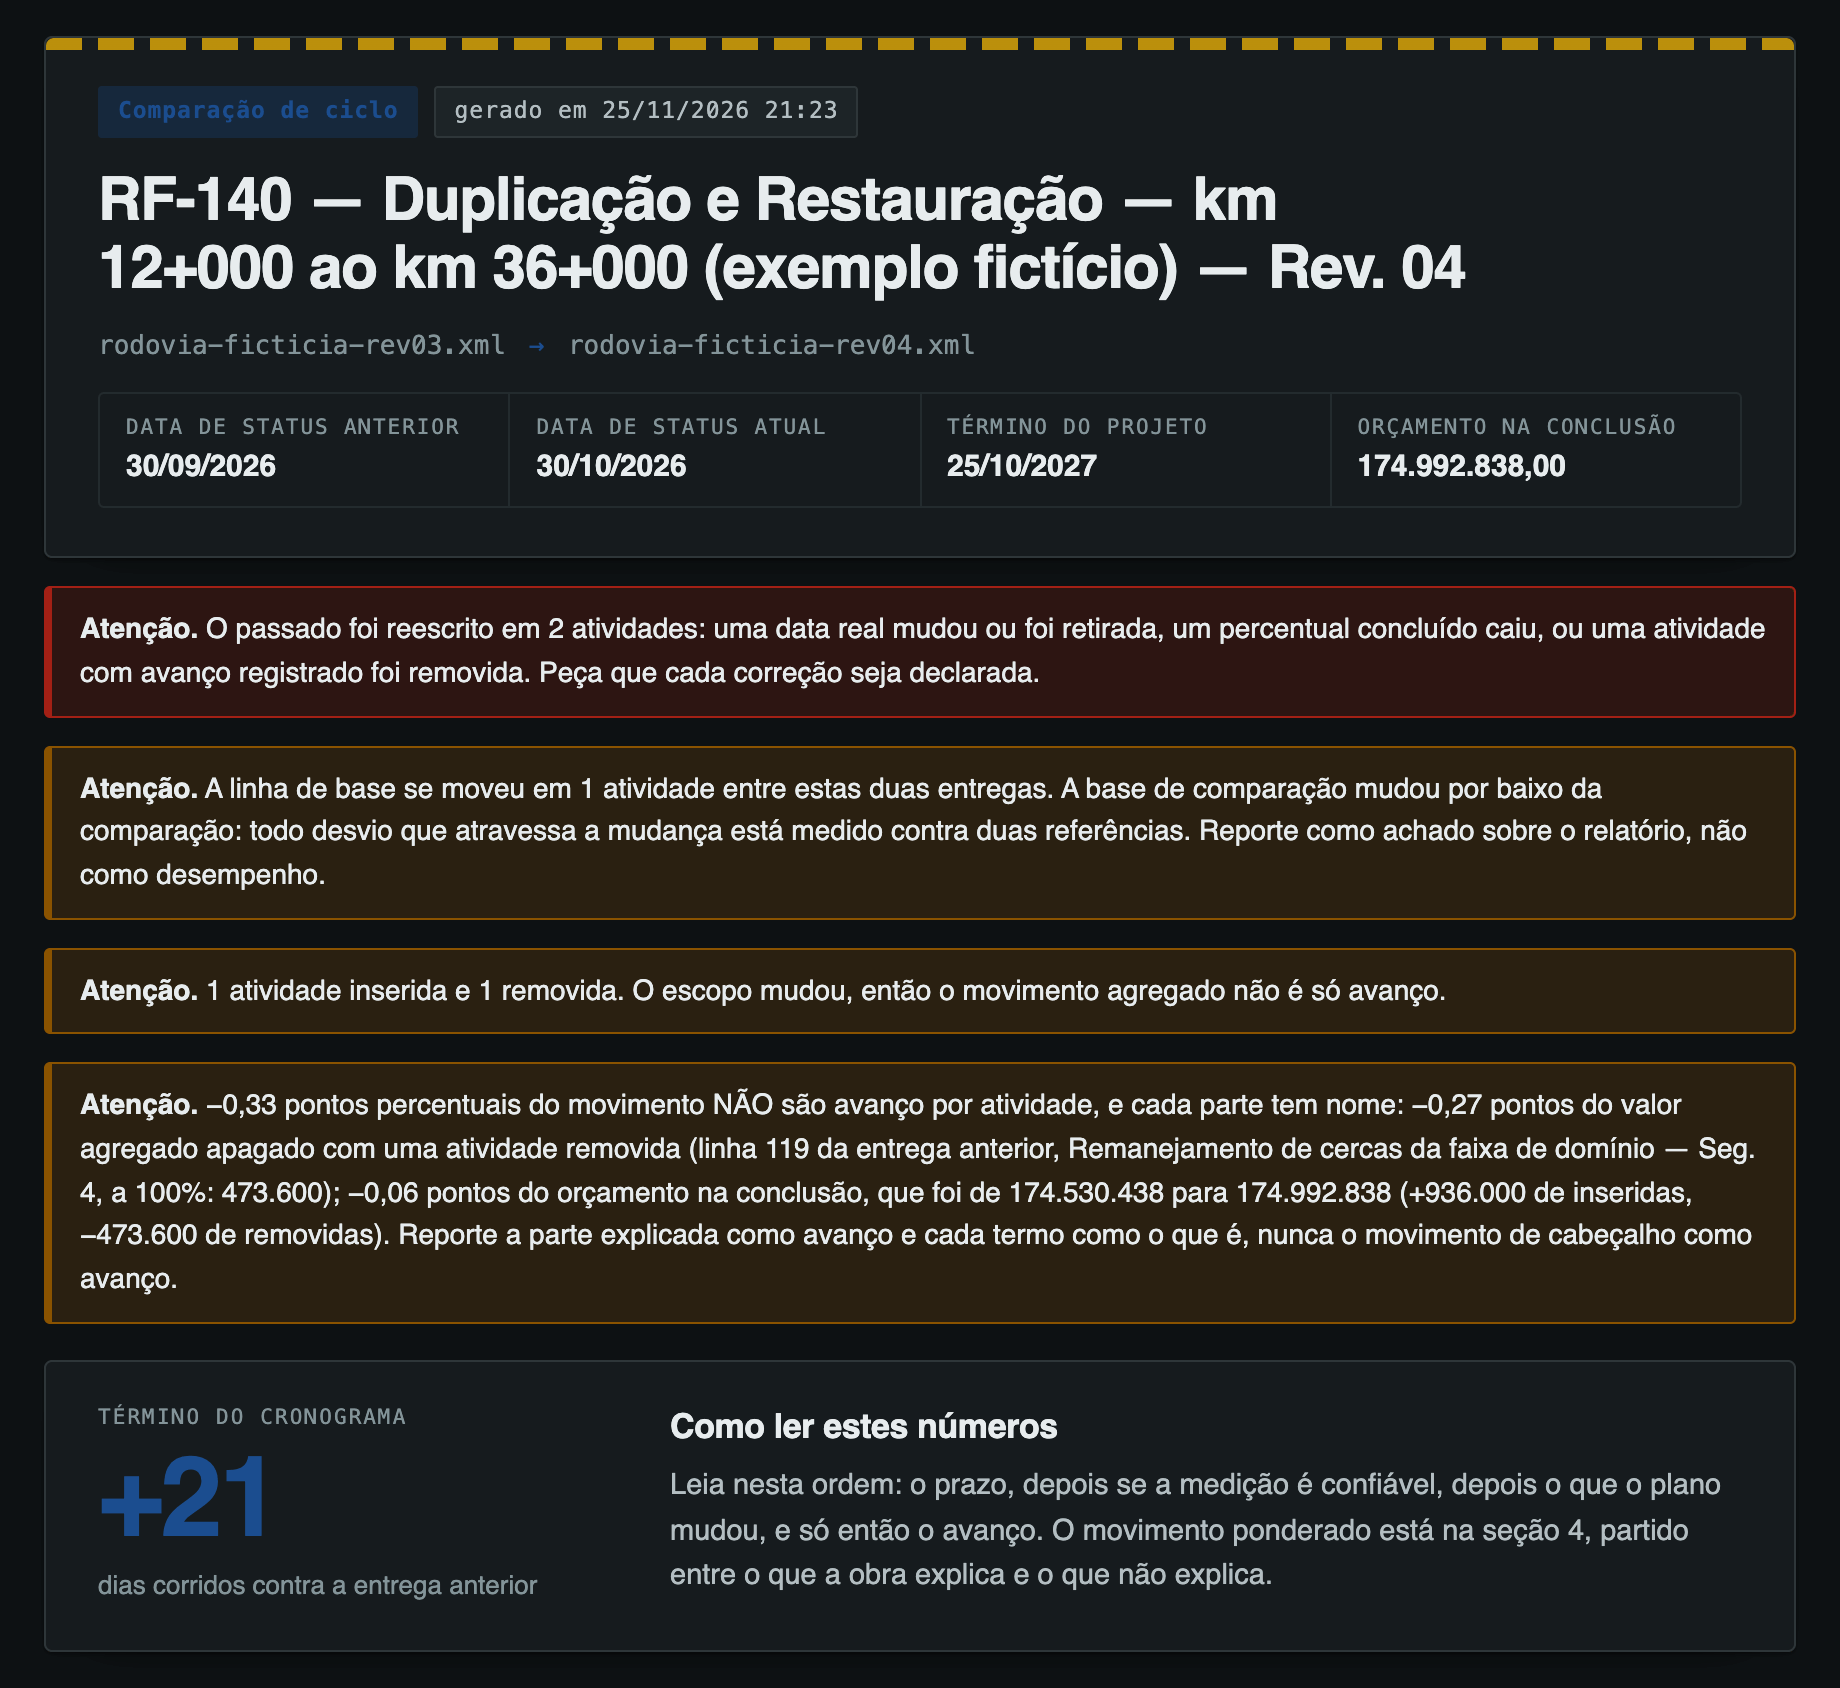 Comparação de ciclo
gerado em 25/11/2026 21:23
RF-140 — Duplicação e Restauração — km
12+000 ao km 36+000 (exemplo fictício) — Rev. 04
rodovia-ficticia-rev03.xml → rodovia-ficticia-rev04.xml
DATA DE STATUS ANTERIOR
30/09/2026
DATA DE STATUS ATUAL
30/10/2026
TÉRMINO DO PROJETO
25/10/2027
ORÇAMENTO NA CONCLUSÃO
174.992.838,00
Atenção. O passado foi reescrito em 2 atividades: uma data real mudou ou foi retirada, um percentual concluído caiu, ou uma atividade
com avanço registrado foi removida. Peça que cada correção seja declarada.
Atenção. A linha de base se moveu em 1 atividade entre estas duas entregas. A base de comparação mudou por baixo da
comparação: todo desvio que atravessa a mudança está medido contra duas referências. Reporte como achado sobre o relatório, não
como desempenho.
Atenção. 1 atividade inserida e 1 removida. O escopo mudou, então o movimento agregado não é só avanço.
Atenção. −0,33 pontos percentuais do movimento NÃO são avanço por atividade, e cada parte tem nome: −0,27 pontos do valor
agregado apagado com uma atividade removida (linha 119 da entrega anterior, Remanejamento de cercas da faixa de domínio — Seg.
4, a 100%: 473.600); −0,06 pontos do orçamento na conclusão, que foi de 174.530.438 para 174.992.838 (+936.000 de inseridas,
−473.600 de removidas). Reporte a parte explicada como avanço e cada termo como o que é, nunca o movimento de cabeçalho como
avanço.
TÉRMINO DO CRONOGRAMA
+21
dias corridos contra a entrega anterior
Como ler estes números
Leia nesta ordem: o prazo, depois se a medição é confiável, depois o que o plano
mudou, e só então o avanço. O movimento ponderado está na seção 4, partido
entre o que a obra explica e o que não explica.